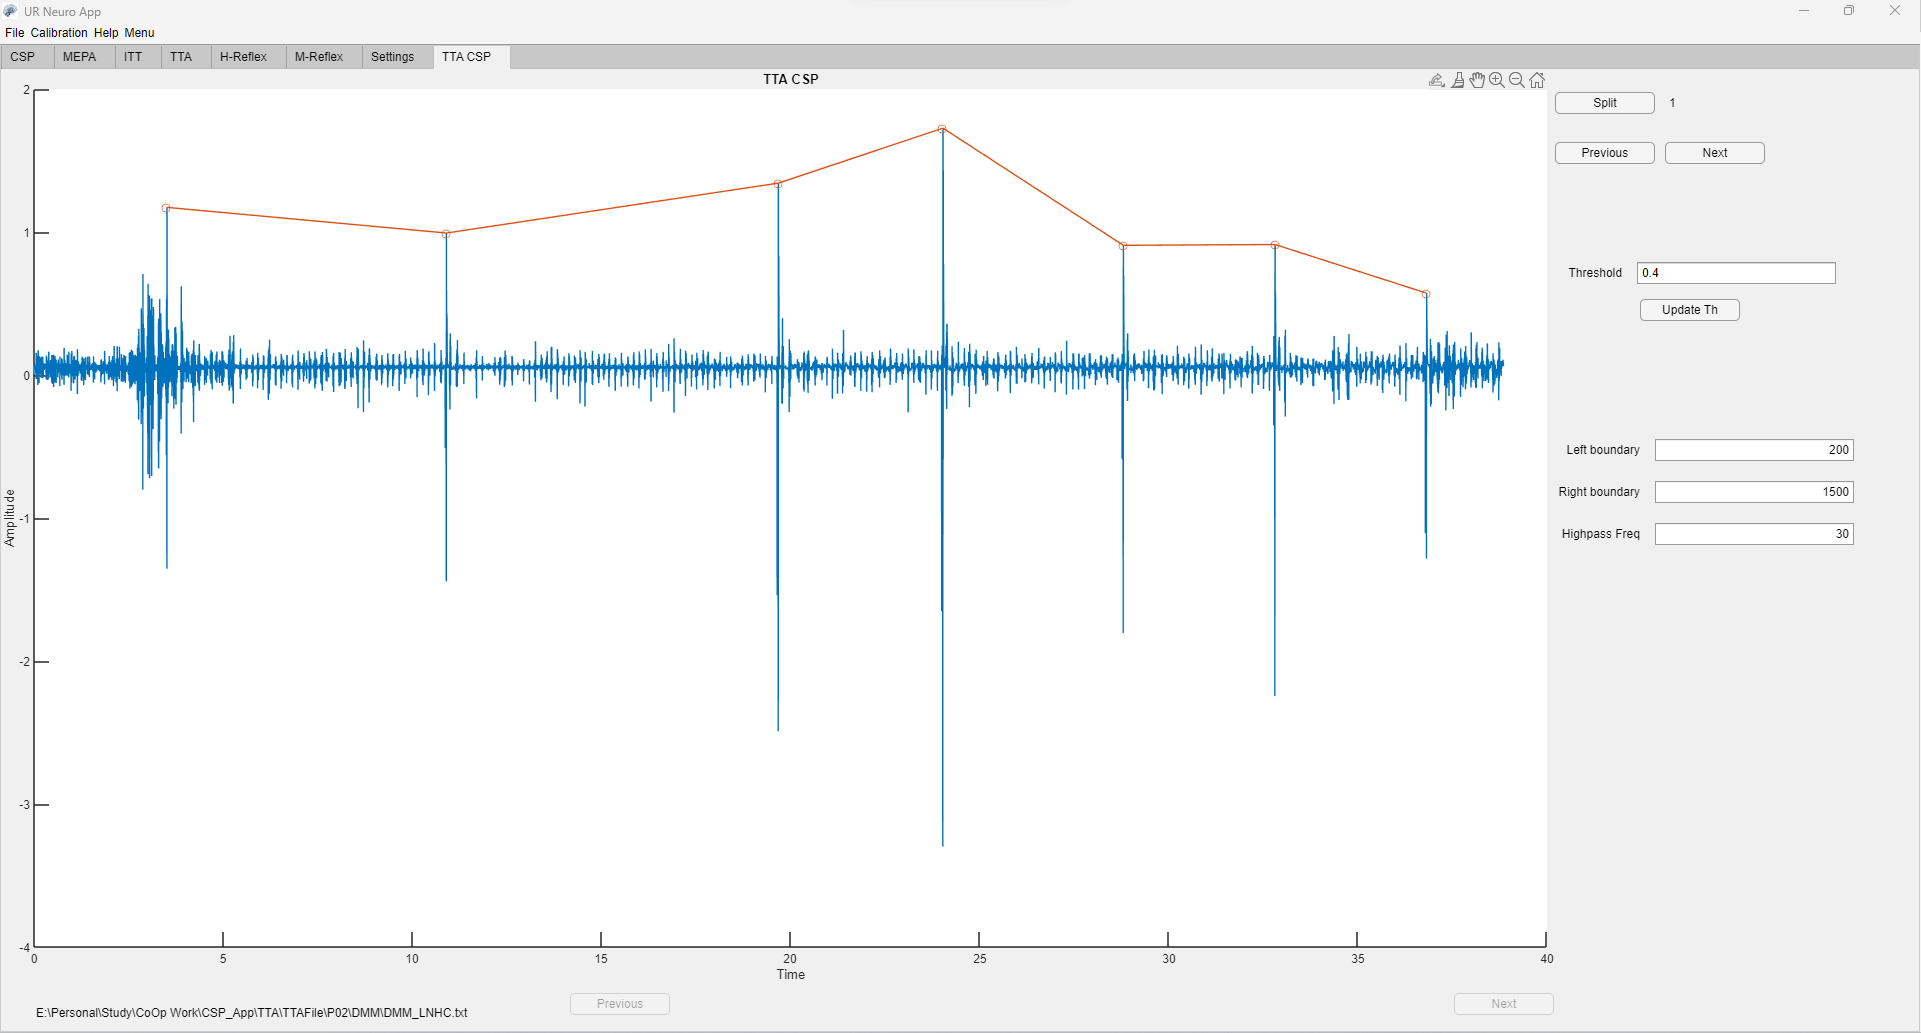 UR Neuro App
File Calibration Help Menu
CSP MEPA ITT TTA H-Reflex M-Reflex Settings TTA CSP
TTA CSP
Split 1
Previous Next
Threshold 0.4
Update Th
Left boundary 200
Right boundary 1500
Highpass Freq 30
Amplitude
2
1
0
-1
-2
-3
-4
0 5 10 15 20 25 30 35 40
Time
Previous Next
E:\Personal\Study\CoOp Work\CSP_App\TTA\TTAFile\P02\DMM\DMM_LNHC.txt